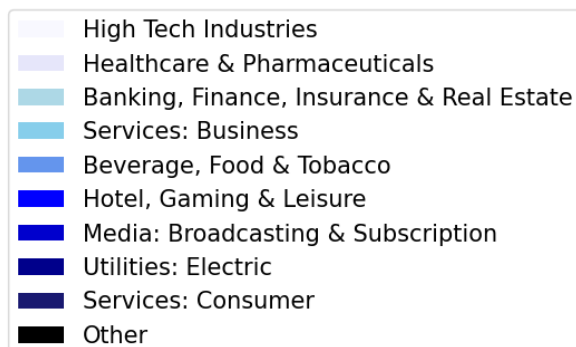 High Tech Industries
Healthcare & Pharmaceuticals
Banking, Finance, Insurance & Real Estate
Services: Business
Beverage, Food & Tobacco
Hotel, Gaming & Leisure
Media: Broadcasting & Subscription
Utilities: Electric
Services: Consumer
Other